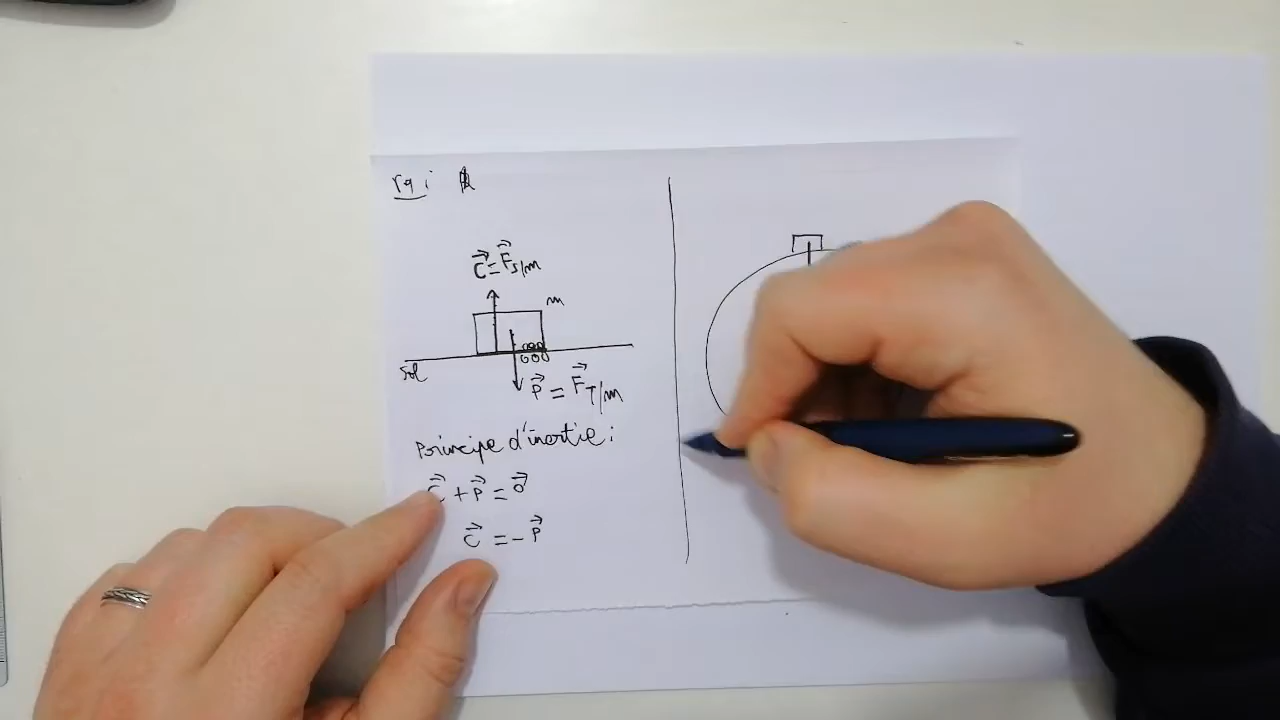 rq :
C⃗ = F⃗ S/m
m
sol
P⃗ = F⃗ T/m
Principe d'inertie :
C⃗ + P⃗ = 0⃗
C⃗ = - P⃗